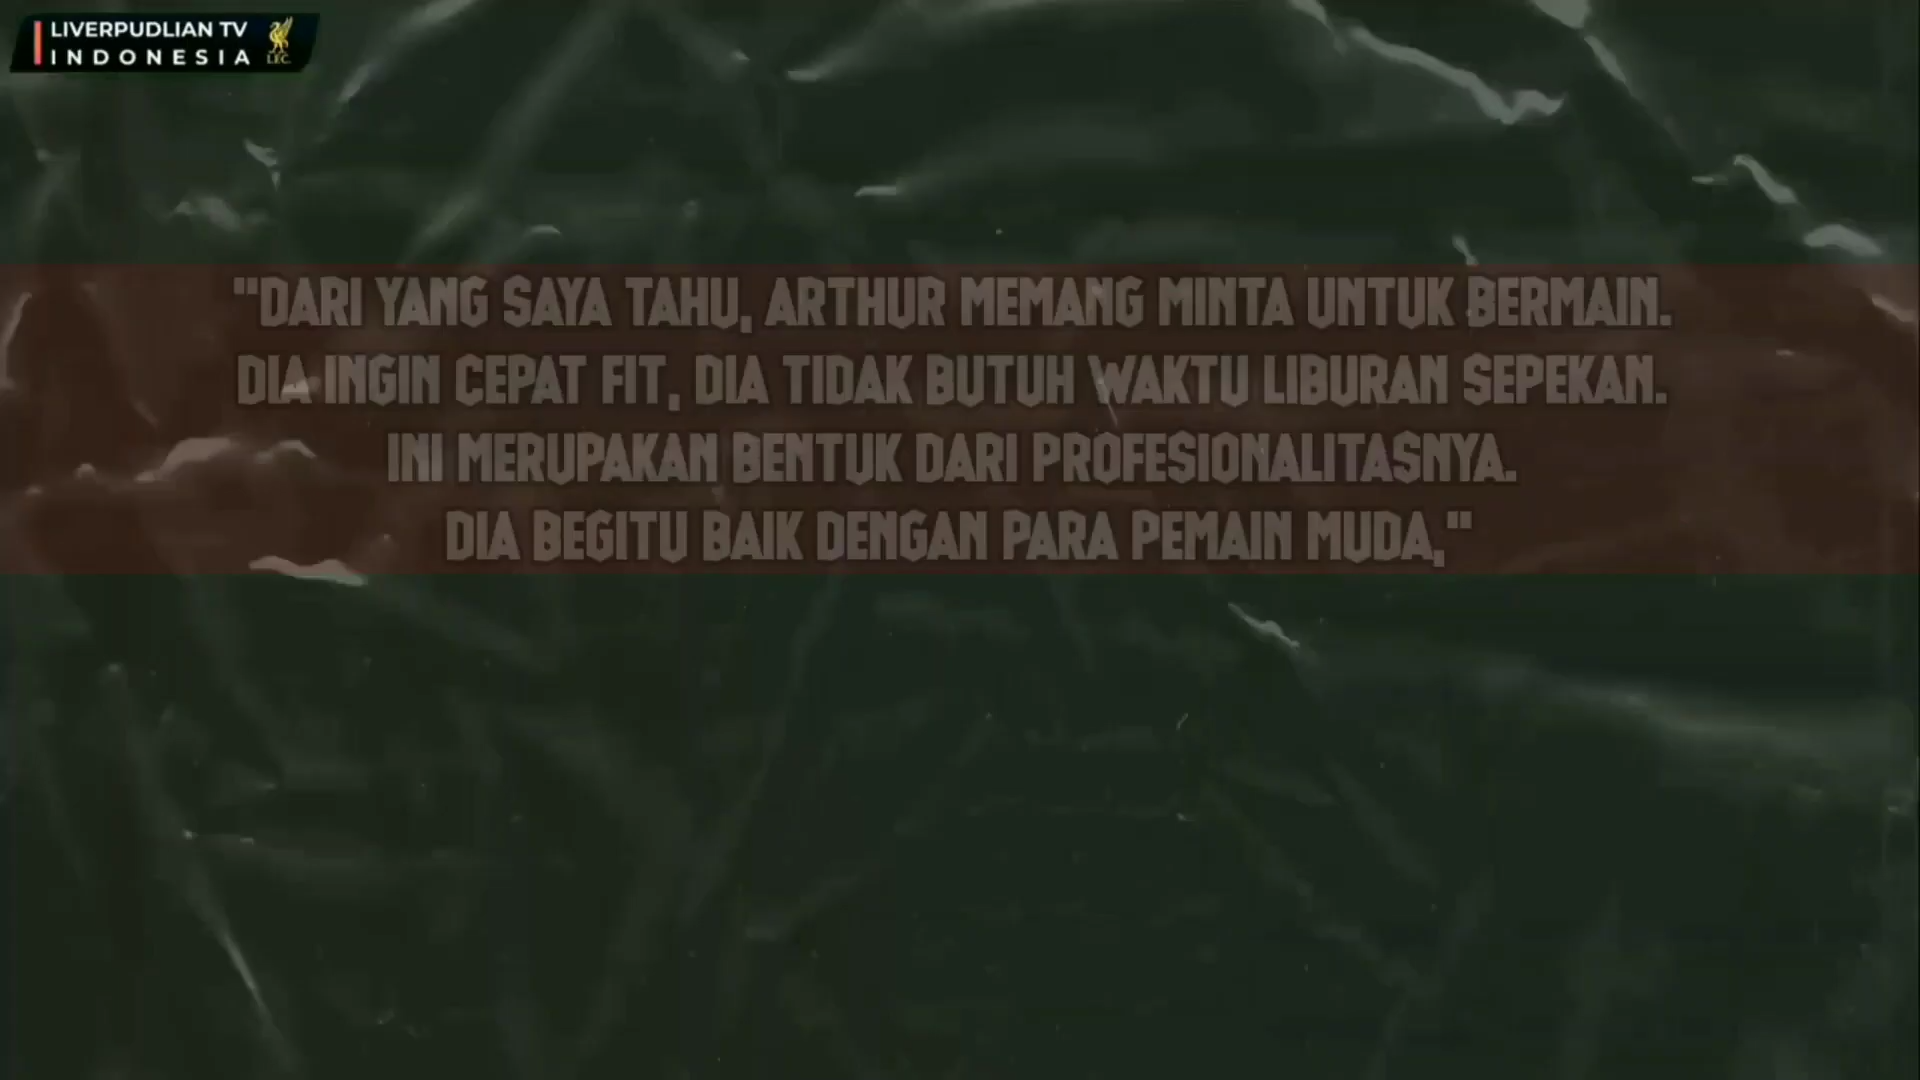 LIVERPUDLIAN TV
INDONESIA
L.F.C.
"DARI YANG SAYA TAHU, ARTHUR MEMANG MINTA UNTUK BERMAIN.
DIA INGIN CEPAT FIT, DIA TIDAK BUTUH WAKTU LIBURAN SEPEKAN.
INI MERUPAKAN BENTUK DARI PROFESIONALITASNYA.
DIA BEGITU BAIK DENGAN PARA PEMAIN MUDA,"